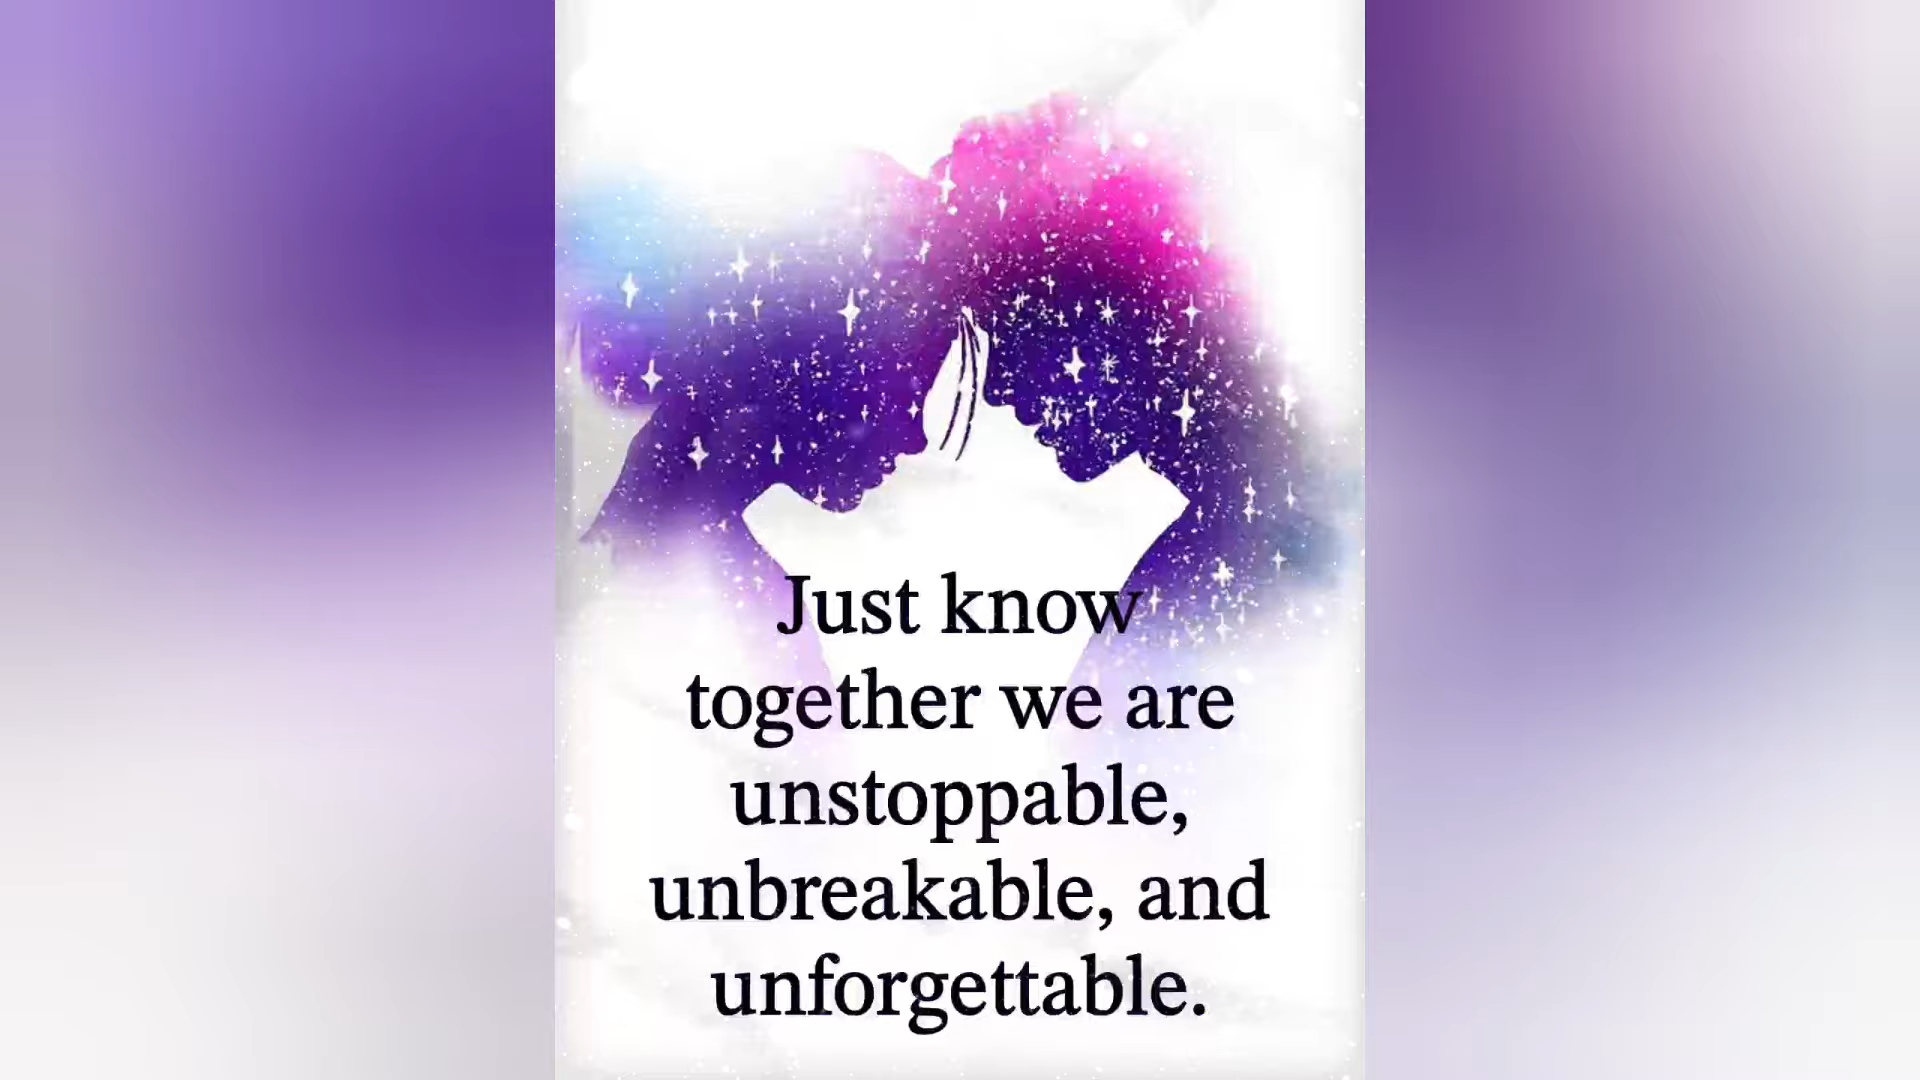 Just know
together we are
unstoppable,
unbreakable, and
unforgettable.